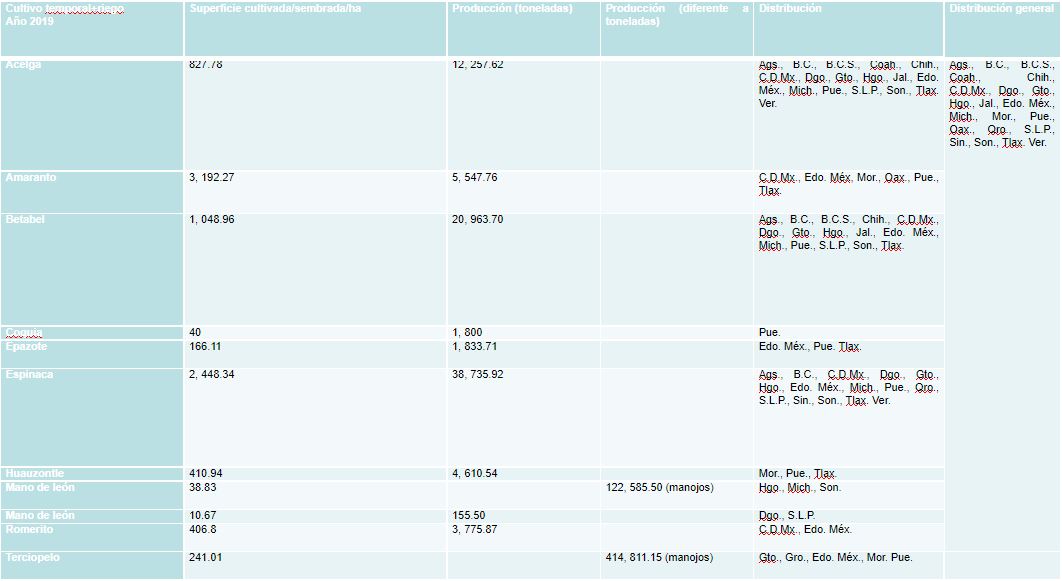 Cultivo temporal+riego Superficie cultivada/sembrada/ha Producción (toneladas) Producción (diferente a Distribución Distribución general
Año 2019 toneladas)
Acelga 827.78 12, 257.62 Ags., B.C., B.C.S., Coah., Chih., Ags., B.C., B.C.S.,
C.D.Mx., Dgo., Gto., Hgo., Jal., Edo. Coah., Chih.,
Méx., Mich., Pue., S.L.P., Son., Tlax. C.D.Mx., Dgo., Gto.,
Ver. Hgo., Jal., Edo. Méx.,
Mich., Mor., Pue.,
Oax., Qro., S.L.P.,
Sin., Son., Tlax. Ver.
Amaranto 3, 192.27 5, 547.76 C.D.Mx., Edo. Méx, Mor., Oax., Pue.,
Tlax.
Betabel 1, 048.96 20, 963.70 Ags., B.C., B.C.S., Chih., C.D.Mx.,
Dgo., Gto., Hgo., Jal., Edo. Méx.,
Mich., Pue., S.L.P., Son., Tlax.
Coquia 40 1, 800 Pue.
Epazote 166.11 1, 833.71 Edo. Méx., Pue. Tlax.
Espinaca 2, 448.34 38, 735.92 Ags., B.C., C.D.Mx., Dgo., Gto.,
Hgo., Edo. Méx., Mich., Pue., Qro.,
S.L.P., Sin., Son., Tlax. Ver.
Huauzontle 410.94 4, 610.54 Mor., Pue., Tlax.
Mano de león 38.83 122, 585.50 (manojos) Hgo., Mich., Son.
Mano de león 10.67 155.50 Dgo., S.L.P.
Romerito 406.8 3, 775.87 C.D.Mx., Edo. Méx.
Terciopelo 241.01 414, 811.15 (manojos) Gto., Gro., Edo. Méx., Mor. Pue.